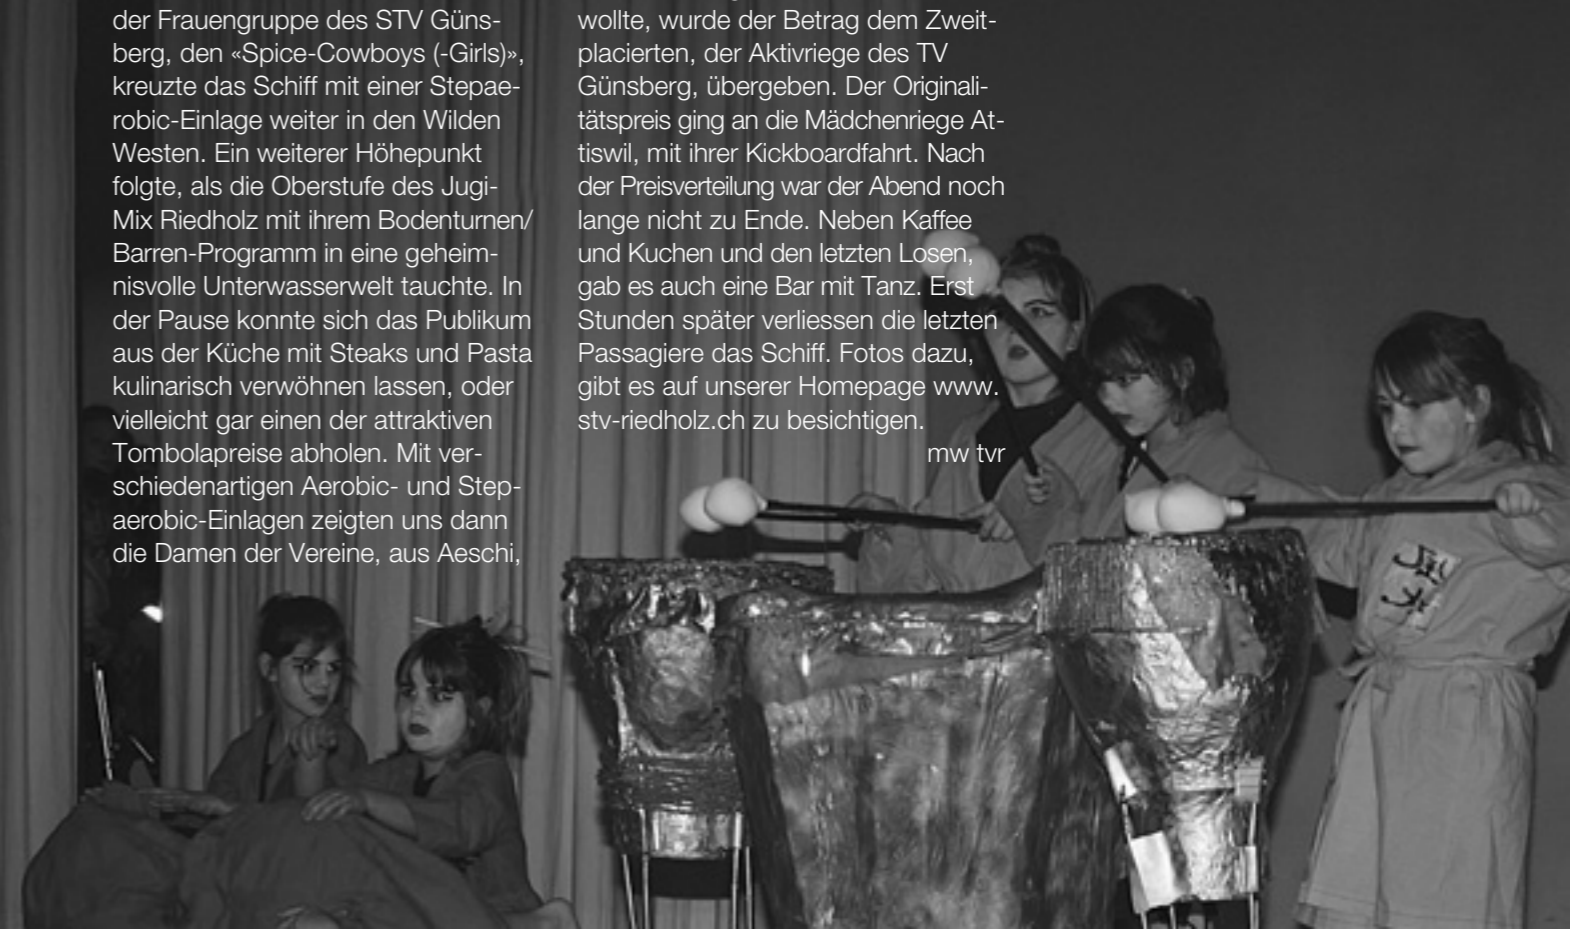 der Frauengruppe des STV Güns-
berg, den «Spice-Cowboys (-Girls)»,
kreuzte das Schiff mit einer Stepae-
robic-Einlage weiter in den Wilden
Westen. Ein weiterer Höhepunkt
folgte, als die Oberstufe des Jugi-
Mix Riedholz mit ihrem Bodenturnen/
Barren-Programm in eine geheim-
nisvolle Unterwasserwelt tauchte. In
der Pause konnte sich das Publikum
aus der Küche mit Steaks und Pasta
kulinarisch verwöhnen lassen, oder
vielleicht gar einen der attraktiven
Tombolapreise abholen. Mit ver-
schiedenartigen Aerobic- und Step-
aerobic-Einlagen zeigten uns dann
die Damen der Vereine, aus Aeschi,
wollte, wurde der Betrag dem Zweit-
placierten, der Aktivriege des TV
Günsberg, übergeben. Der Originali-
tätspreis ging an die Mädchenriege At-
tiswil, mit ihrer Kickboardfahrt. Nach
der Preisverteilung war der Abend noch
lange nicht zu Ende. Neben Kaffee
und Kuchen und den letzten Losen,
gab es auch eine Bar mit Tanz. Erst
Stunden später verliessen die letzten
Passagiere das Schiff. Fotos dazu,
gibt es auf unserer Homepage www.
stv-riedholz.ch zu besichtigen.
mw tvr